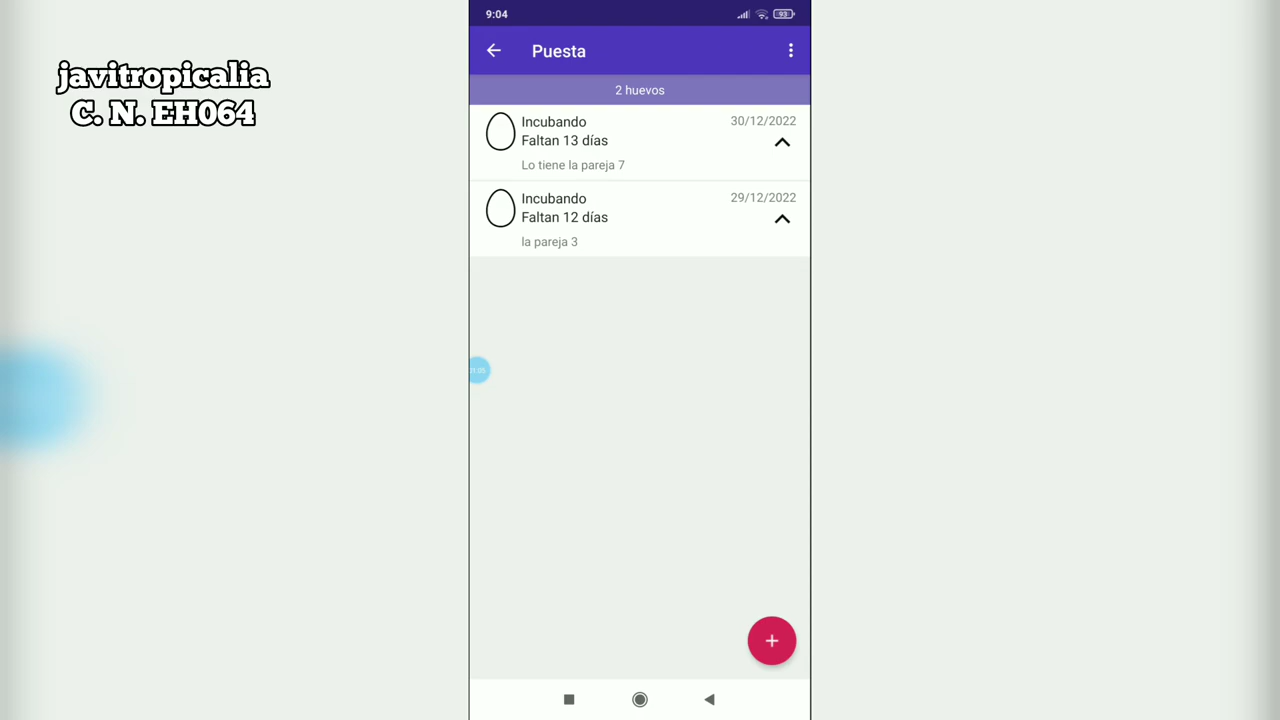 javitropicalia
C. N. EH064
9:04
93
Puesta
2 huevos
Incubando
30/12/2022
Faltan 13 días
Lo tiene la pareja 7
Incubando
29/12/2022
Faltan 12 días
la pareja 3